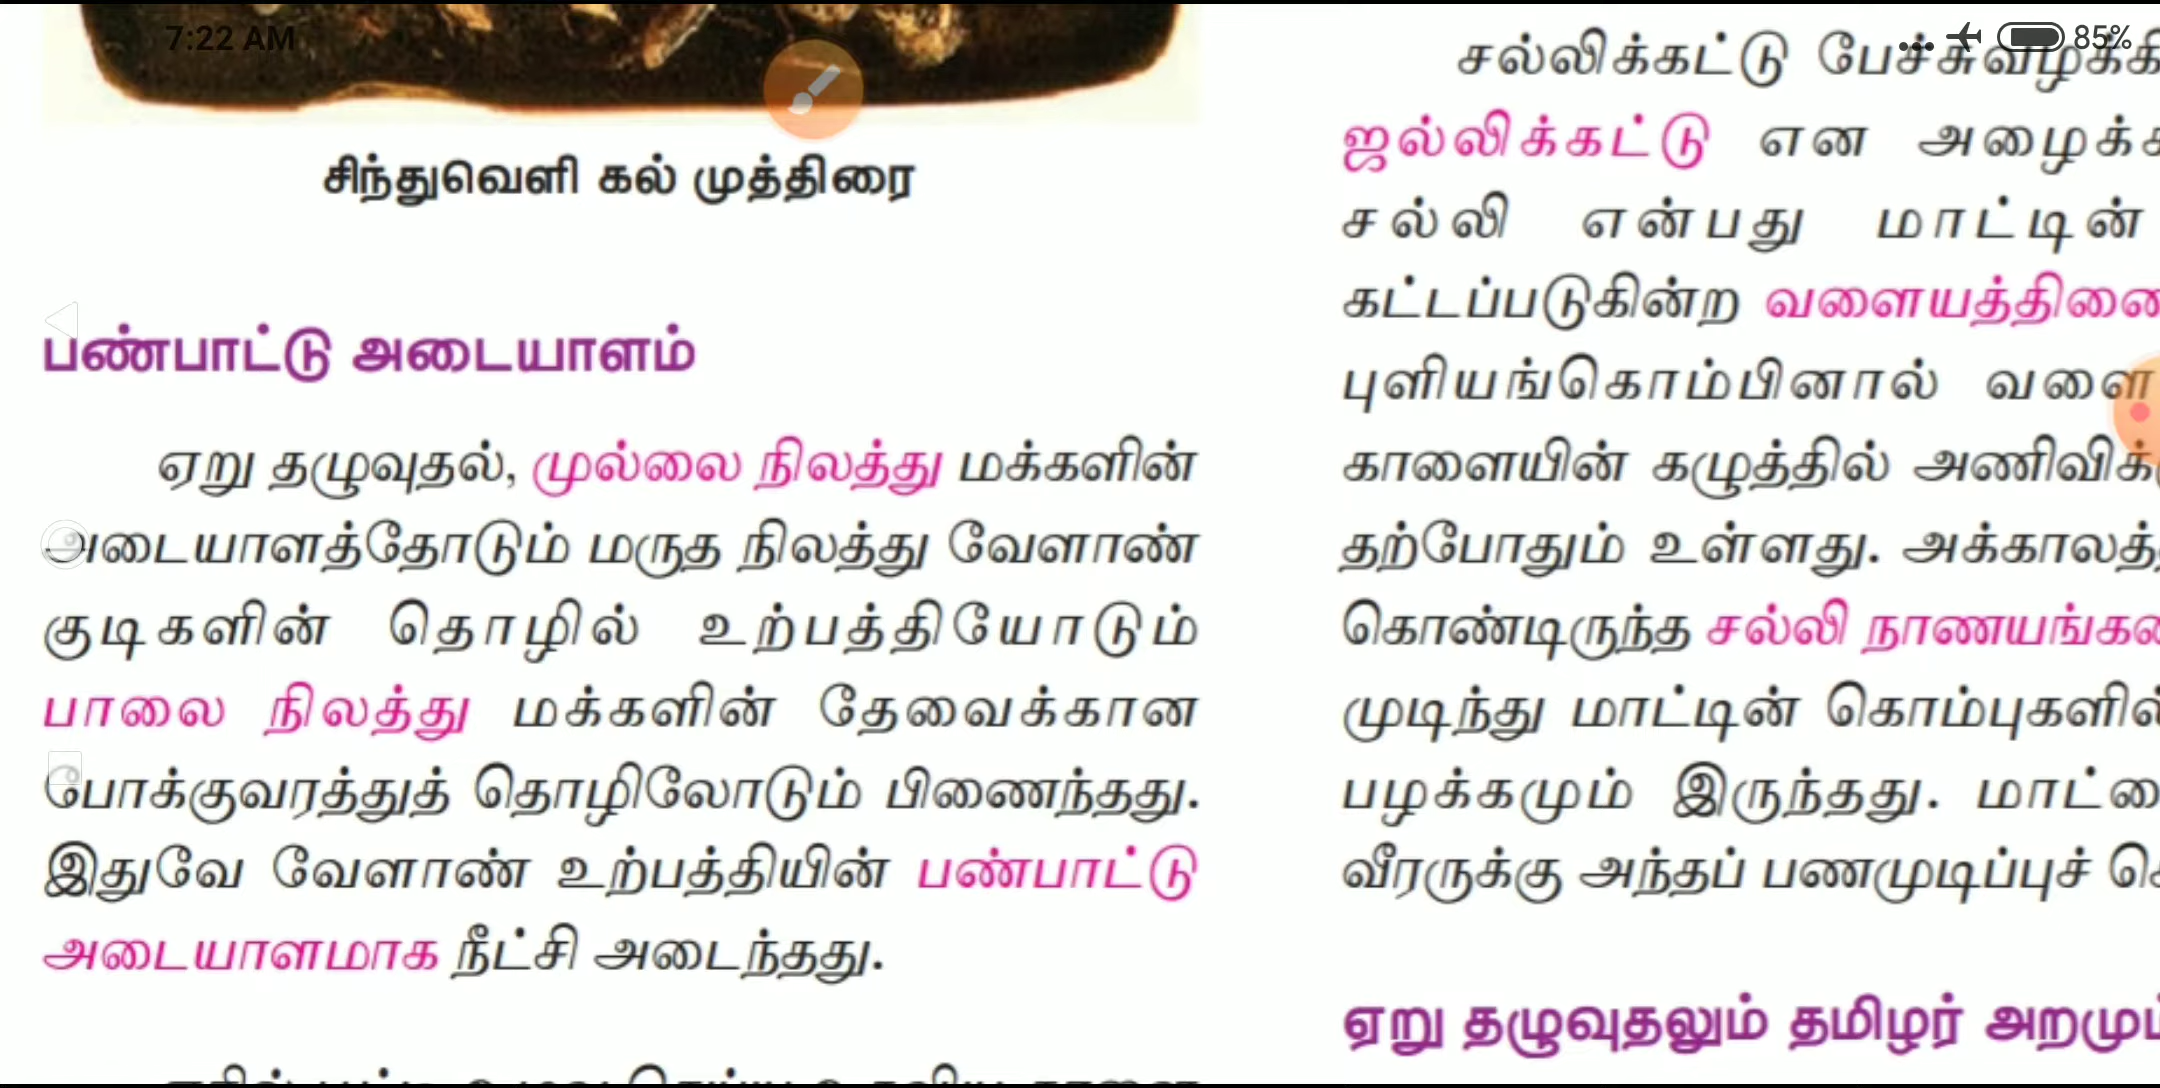 7:22 AM
85%
சிந்துவெளி கல் முத்திரை
பண்பாட்டு அடையாளம்
ஏறு தழுவுதல், முல்லை நிலத்து மக்களின்
அடையாளத்தோடும் மருத நிலத்து வேளாண்
குடிகளின் தொழில் உற்பத்தியோடும்
பாலை நிலத்து மக்களின் தேவைக்கான
போக்குவரத்துத் தொழிலோடும் பிணைந்தது.
இதுவே வேளாண் உற்பத்தியின் பண்பாட்டு
அடையாளமாக நீட்சி அடைந்தது.
சல்லிக்கட்டு
ஜல்லிக்கட்டு என
சல்லி என்பது மாட்டின்
கட்டப்படுகின்ற
புளியங்கொம்பினால்
காளையின் கழுத்தில்
தற்போதும் உள்ளது.
கொண்டிருந்த சல்லி
முடிந்து மாட்டின்
பழக்கமும் இருந்தது.
வீரருக்கு அந்தப் பணமுடிப்புச்
ஏறு தழுவுதலும் தமிழர்